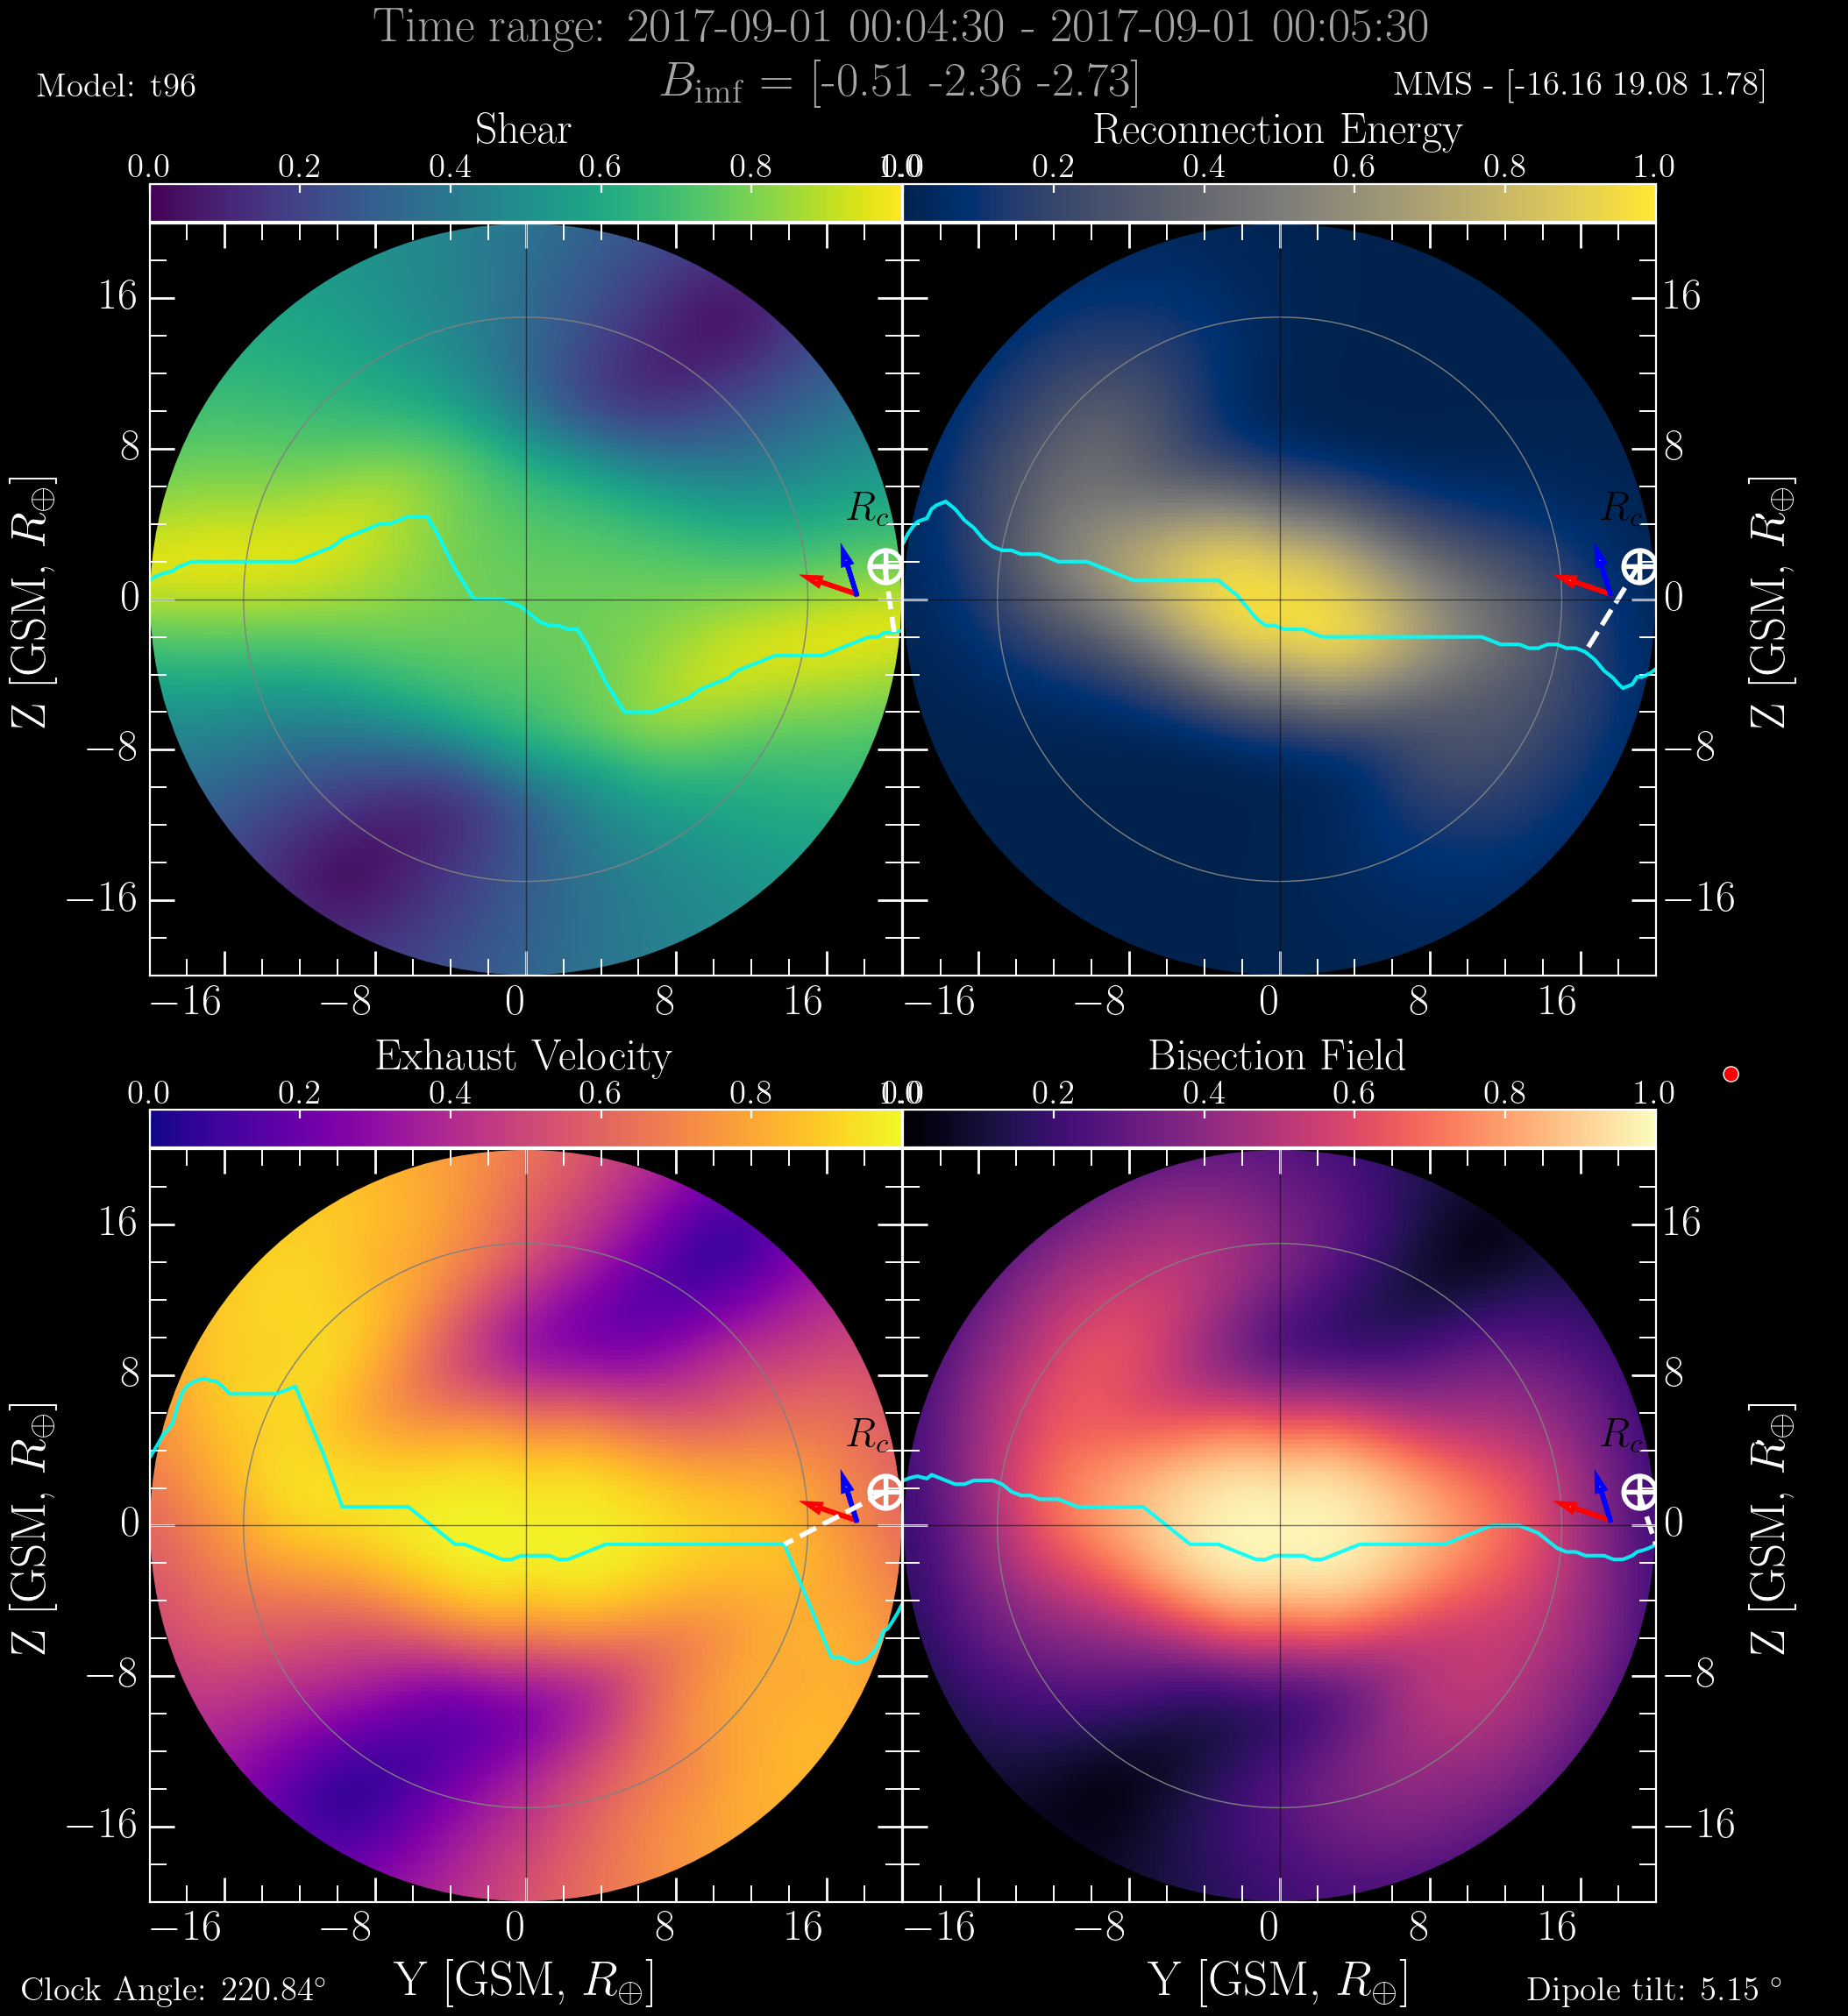 Time range: 2017-09-01 00:04:30 - 2017-09-01 00:05:30
Model: t96
B_imf = [-0.51 -2.36 -2.73]
MMS - [-16.16 19.08 1.78]
Shear
Reconnection Energy
0.0 0.2 0.4 0.6 0.8 1.0
0.0 0.2 0.4 0.6 0.8 1.0
16
8
0
−8
−16
Z [GSM, R⊕]
R_c
R_c
16
8
0
−8
−16
Z [GSM, R⊕]
−16 −8 0 8 16
−16 −8 0 8 16
Exhaust Velocity
Bisection Field
0.0 0.2 0.4 0.6 0.8 1.0
0.0 0.2 0.4 0.6 0.8 1.0
16
8
0
−8
−16
Z [GSM, R⊕]
R_c
R_c
16
8
0
−8
−16
Z [GSM, R⊕]
−16 −8 0 8 16
−16 −8 0 8 16
Y [GSM, R⊕]
Y [GSM, R⊕]
Clock Angle: 220.84°
Dipole tilt: 5.15 °